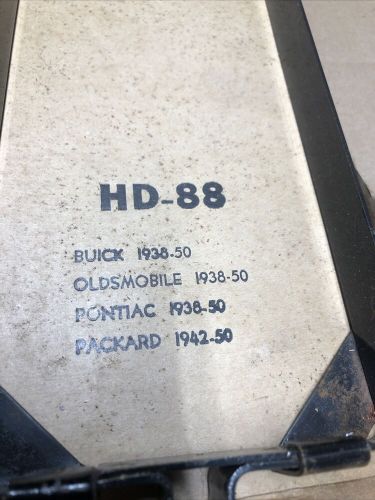 HD-88
BUICK 1938-50
OLDSMOBILE 1938-50
PONTIAC 1938-50
PACKARD 1942-50